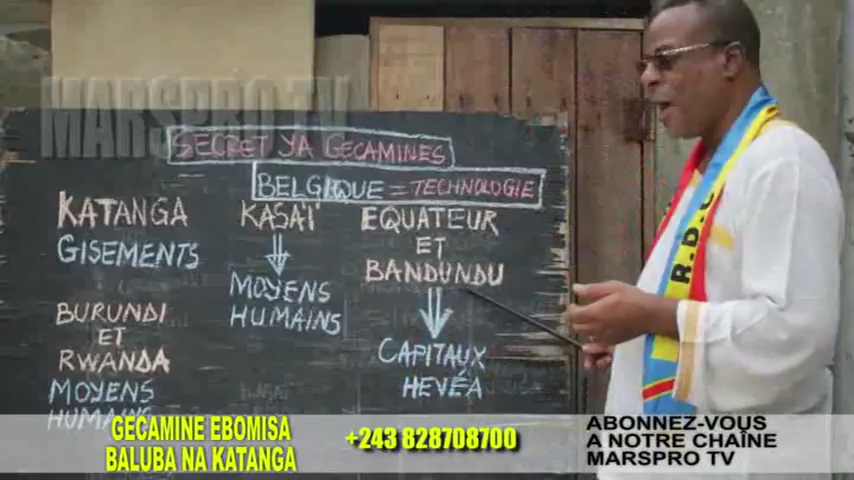 MARSPRO TV
SECRET YA GECAMINES
BELGIQUE = TECHNOLOGIE
KATANGA
GISEMENTS
BURUNDI
ET
RWANDA
MOYENS
HUMAINS
KASAÏ
MOYENS
HUMAINS
EQUATEUR
ET
BANDUNDU
CAPITAUX
HEVÉA
R.D.C
GECAMINE EBOMISA
BALUBA NA KATANGA
+243 828708700
ABONNEZ-VOUS
A NOTRE CHAÎNE
MARSPRO TV